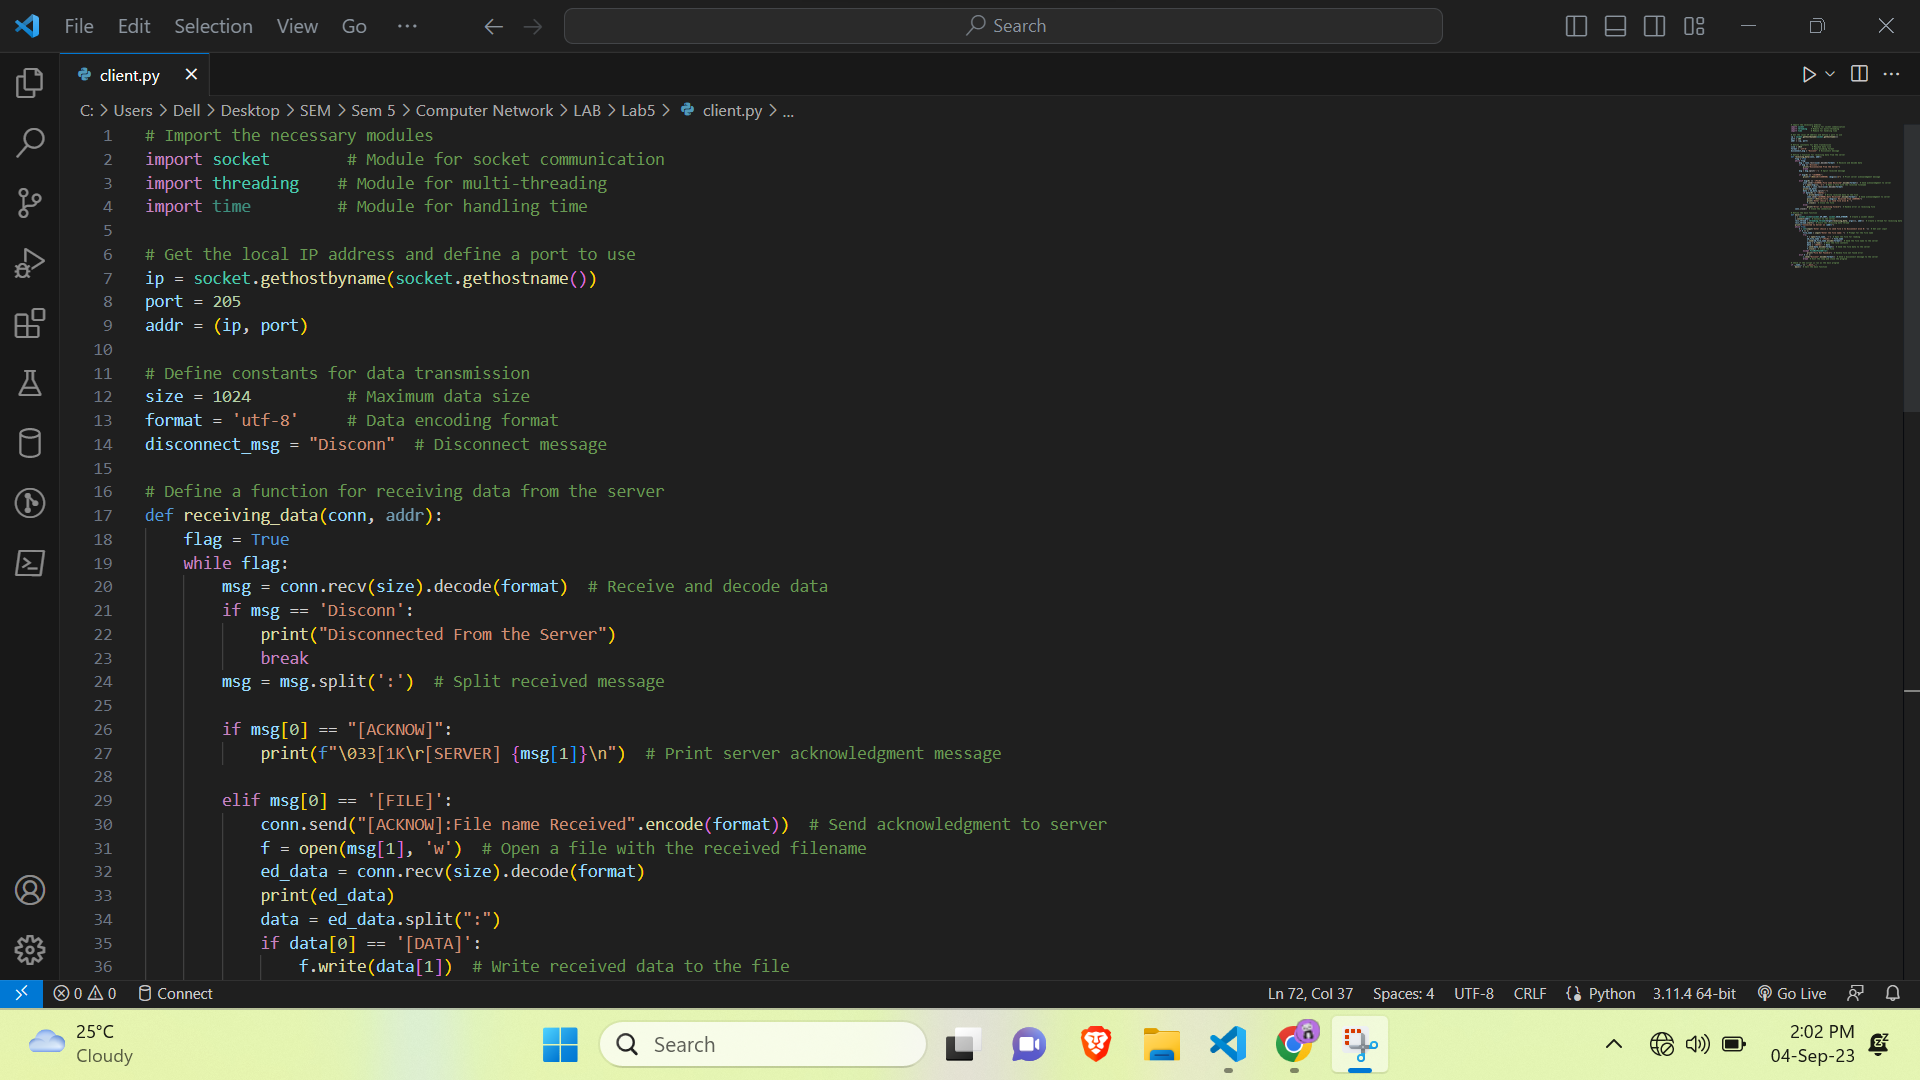 File Edit Selection View Go ··· Search
client.py
C: > Users > Dell > Desktop > SEM > Sem 5 > Computer Network > LAB > Lab5 > client.py > ...
1 # Import the necessary modules
2 import socket        # Module for socket communication
3 import threading    # Module for multi-threading
4 import time         # Module for handling time
5
6 # Get the local IP address and define a port to use
7 ip = socket.gethostbyname(socket.gethostname())
8 port = 205
9 addr = (ip, port)
10
11 # Define constants for data transmission
12 size = 1024          # Maximum data size
13 format = 'utf-8'     # Data encoding format
14 disconnect_msg = "Disconn"  # Disconnect message
15
16 # Define a function for receiving data from the server
17 def receiving_data(conn, addr):
18     flag = True
19     while flag:
20         msg = conn.recv(size).decode(format)  # Receive and decode data
21         if msg == 'Disconn':
22             print("Disconnected From the Server")
23             break
24         msg = msg.split(':')  # Split received message
25
26         if msg[0] == "[ACKNOW]":
27             print(f"\033[1K\r[SERVER] {msg[1]}\n")  # Print server acknowledgment message
28
29         elif msg[0] == '[FILE]':
30             conn.send("[ACKNOW]:File name Received".encode(format))  # Send acknowledgment to server
31             f = open(msg[1], 'w')  # Open a file with the received filename
32             ed_data = conn.recv(size).decode(format)
33             print(ed_data)
34             data = ed_data.split(":")
35             if data[0] == '[DATA]':
36                 f.write(data[1])  # Write received data to the file
0 0 Connect Ln 72, Col 37 Spaces: 4 UTF-8 CRLF Python 3.11.4 64-bit Go Live
25°C
Cloudy
Search
2:02 PM
04-Sep-23